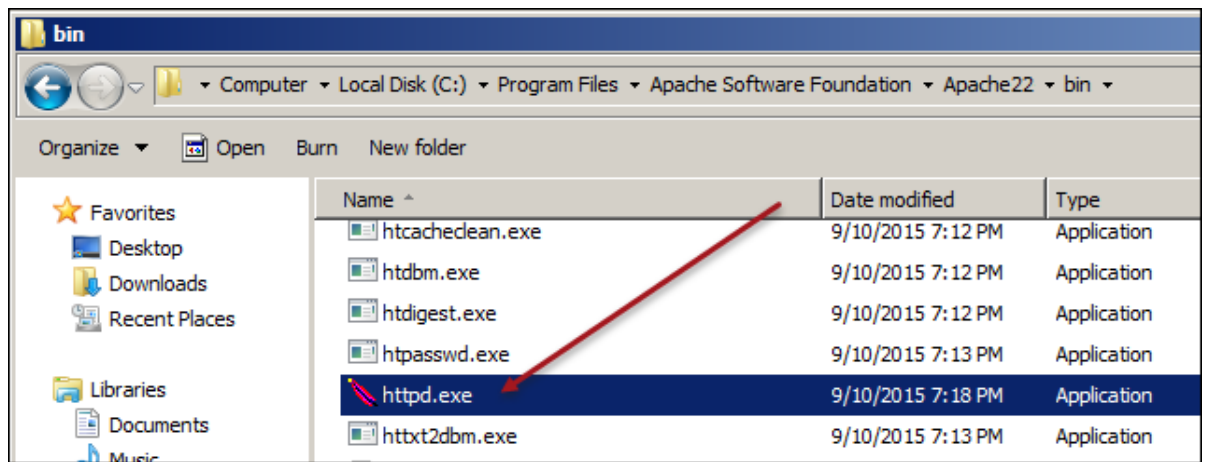 bin
Computer Local Disk (C:) Program Files Apache Software Foundation Apache22 bin
Organize Open Burn New folder
Favorites
Desktop
Downloads
Recent Places
Libraries
Documents
Music
Name Date modified Type
htcacheclean.exe 9/10/2015 7:12 PM Application
htdbm.exe 9/10/2015 7:12 PM Application
htdigest.exe 9/10/2015 7:12 PM Application
htpasswd.exe 9/10/2015 7:13 PM Application
httpd.exe 9/10/2015 7:18 PM Application
httxt2dbm.exe 9/10/2015 7:13 PM Application